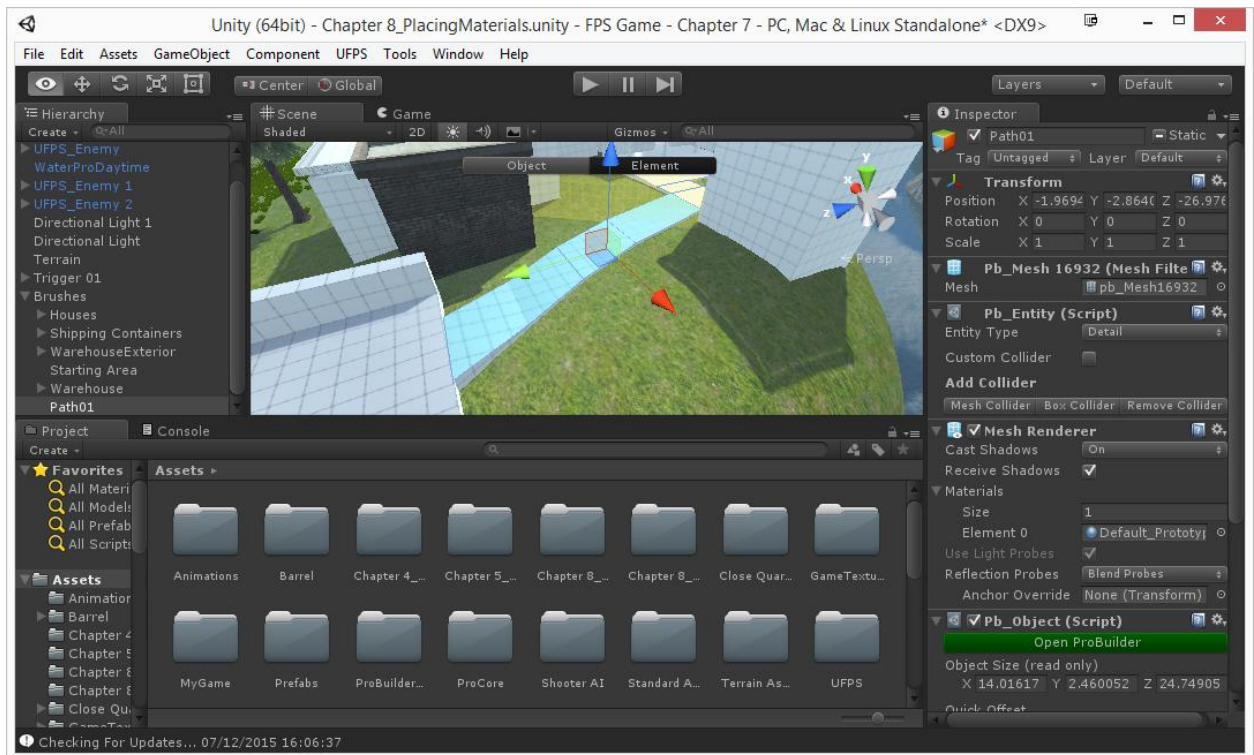 Unity (64bit) - Chapter 8_PlacingMaterials.unity - FPS Game - Chapter 7 - PC, Mac & Linux Standalone* <DX9>
File Edit Assets GameObject Component UFPS Tools Window Help
Center Global
Layers Default
Hierarchy
Create All
UFPS_Enemy
WaterProDaytime
UFPS_Enemy 1
UFPS_Enemy 2
Directional Light 1
Directional Light
Terrain
Trigger 01
Brushes
Houses
Shipping Containers
WarehouseExterior
Starting Area
Warehouse
Path01
Scene Game
Shaded 2D Gizmos All
Object Element
y
x
z
Persp
Inspector
Path01 Static
Tag Untagged Layer Default
Transform
Position X -1.9694 Y -2.8640 Z -26.976
Rotation X 0 Y 0 Z 0
Scale X 1 Y 1 Z 1
Pb_Mesh 16932 (Mesh Filte
Mesh pb_Mesh16932
Pb_Entity (Script)
Entity Type Detail
Custom Collider
Add Collider
Mesh Collider Box Collider Remove Collider
Mesh Renderer
Cast Shadows On
Receive Shadows
Materials
Size 1
Element 0 Default_Prototyp
Use Light Probes
Reflection Probes Blend Probes
Anchor Override None (Transform)
Pb_Object (Script)
Open ProBuilder
Object Size (read only)
X 14.01617 Y 2.460052 Z 24.74905
Quick Offset
Project Console
Create
Favorites
All Materi
All Models
All Prefab
All Scripts
Assets
Animation
Barrel
Chapter 4
Chapter 5
Chapter 8
Chapter 8
Close Qu
GameTex
Assets
Animations Barrel Chapter 4_... Chapter 5_... Chapter 8_... Chapter 8_... Close Quar... GameTextu...
MyGame Prefabs ProBuilder... ProCore Shooter AI Standard A... Terrain As... UFPS
Checking For Updates... 07/12/2015 16:06:37